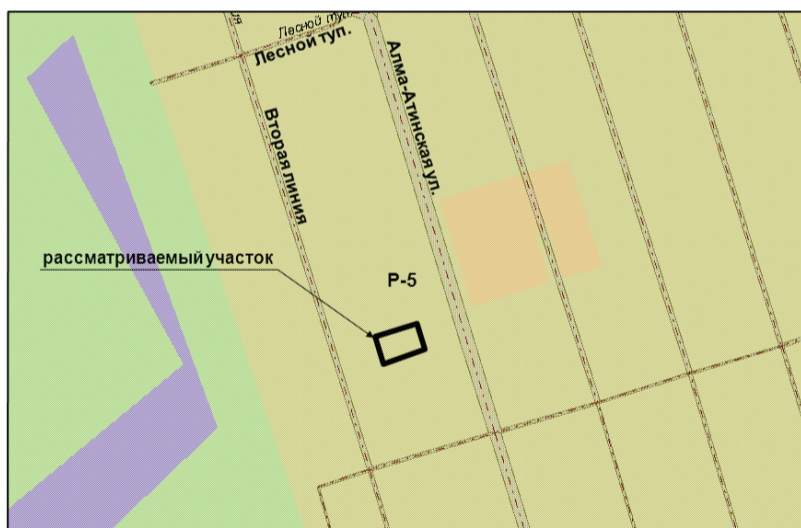 Лесной туп.
Лесной туп.
Алма-Атинская ул.
Вторая линия
рассматриваемый участок
Р-5